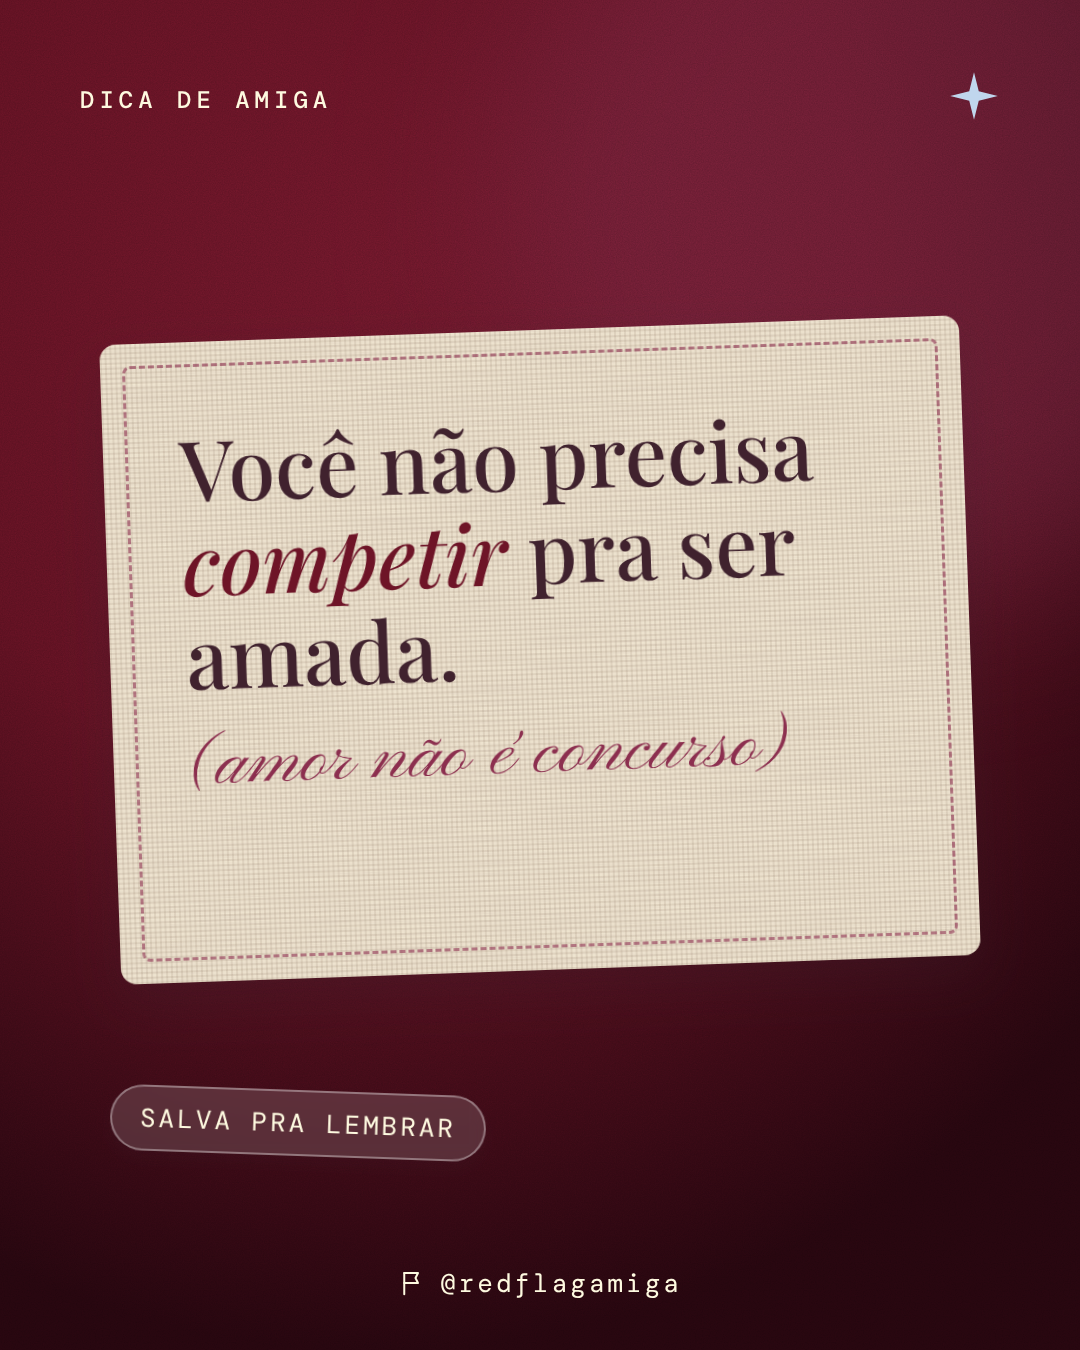 DICA DE AMIGA
Você não precisa
competir pra ser
amada.
(amor não é concurso)
SALVA PRA LEMBRAR
@redflagamiga